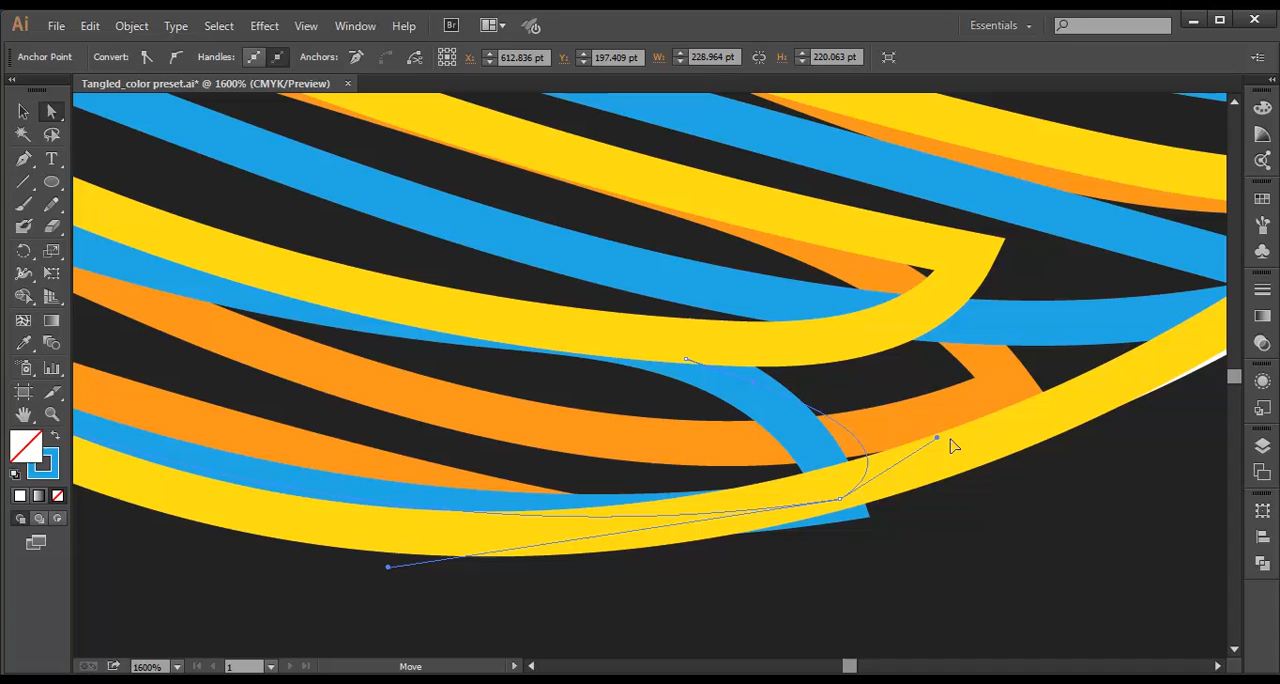 Ai File Edit Object Type Select Effect View Window Help Br Essentials
Anchor Point Convert: Handles: Anchors: X: 612.836 pt Y: 197.409 pt W: 228.964 pt H: 220.063 pt
Tangled_color preset.ai* @ 1600% (CMYK/Preview) ×
T
1600% 1 Move